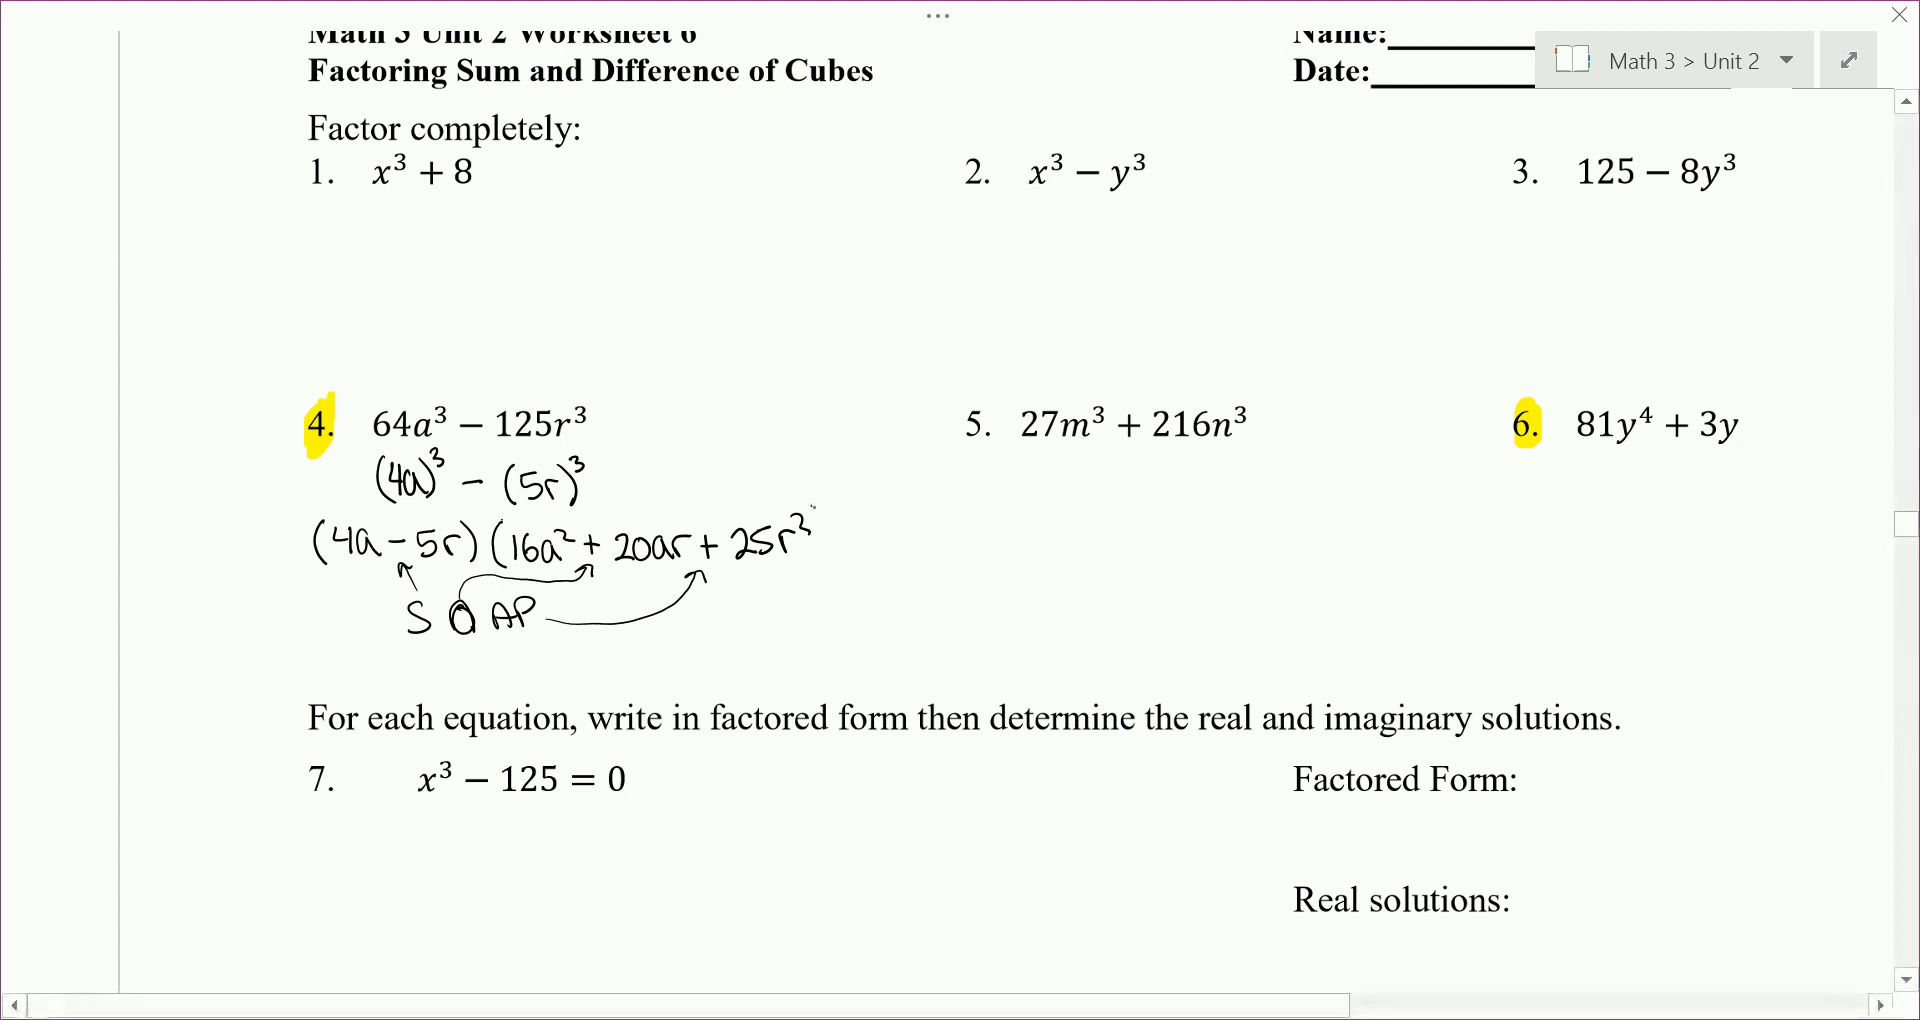 Math 3 Unit 2 Worksheet 6
Name:
Factoring Sum and Difference of Cubes
Date:
Math 3 > Unit 2
Factor completely:
1. x³ + 8
2. x³ − y³
3. 125 − 8y³
4. 64a³ − 125r³
5. 27m³ + 216n³
6. 81y⁴ + 3y
(4a)³ − (5r)³
(4a − 5r) (16a² + 20ar + 25r²
S O AP
For each equation, write in factored form then determine the real and imaginary solutions.
7. x³ − 125 = 0
Factored Form:
Real solutions: